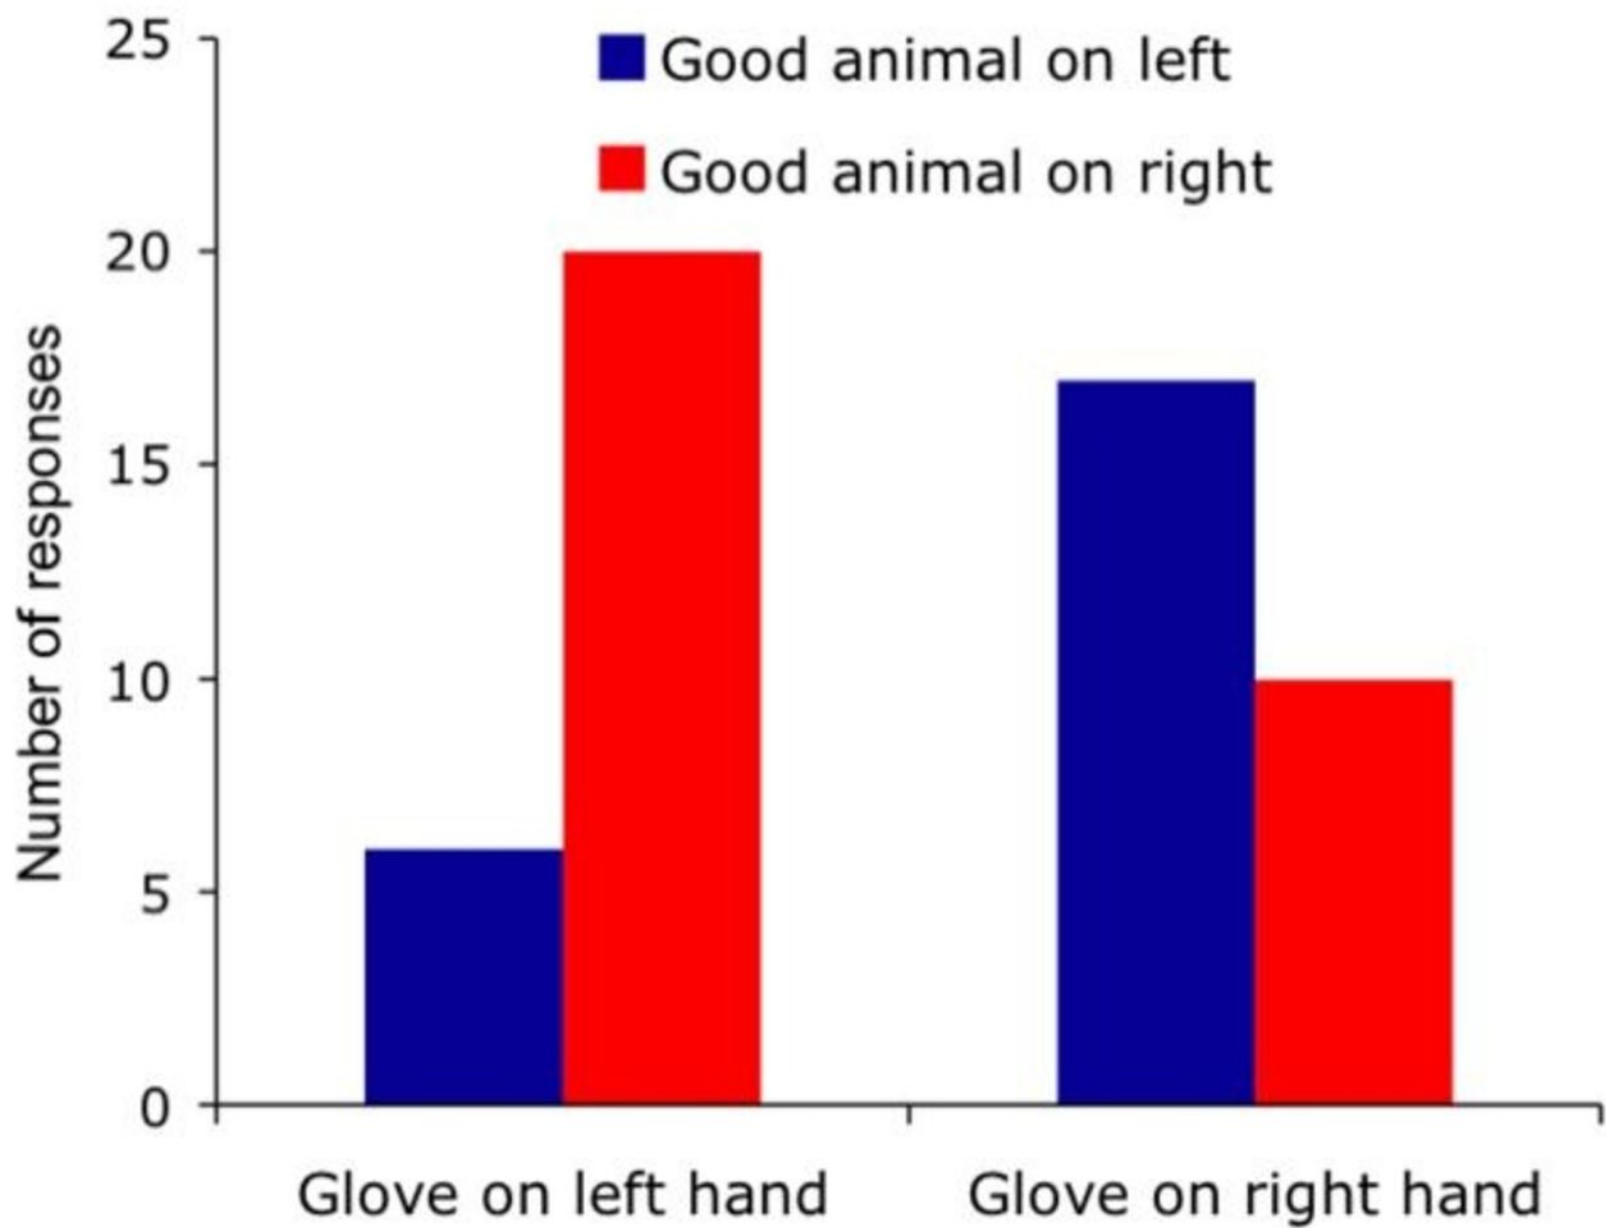 25
20
15
10
5
0
Number of responses
Good animal on left
Good animal on right
Glove on left hand
Glove on right hand